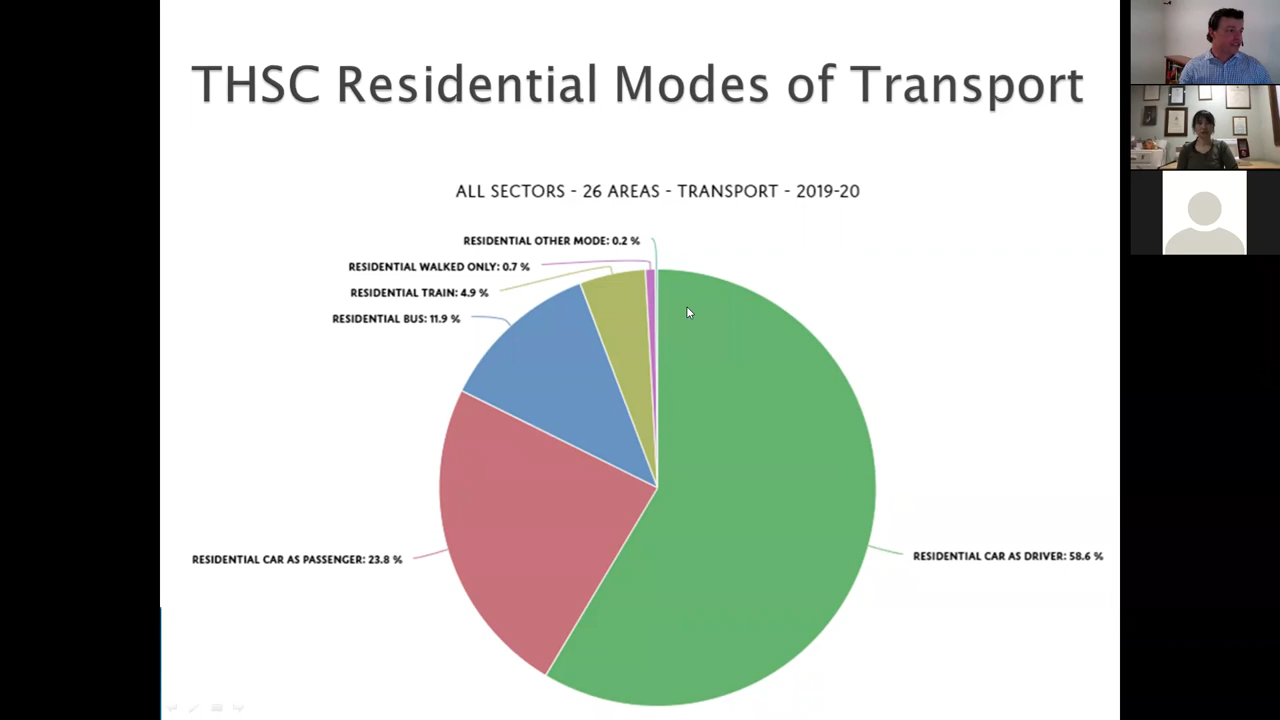 THSC Residential Modes of Transport
ALL SECTORS - 26 AREAS - TRANSPORT - 2019-20
RESIDENTIAL OTHER MODE: 0.2 %
RESIDENTIAL WALKED ONLY: 0.7 %
RESIDENTIAL TRAIN: 4.9 %
RESIDENTIAL BUS: 11.9 %
RESIDENTIAL CAR AS PASSENGER: 23.8 %
RESIDENTIAL CAR AS DRIVER: 58.6 %